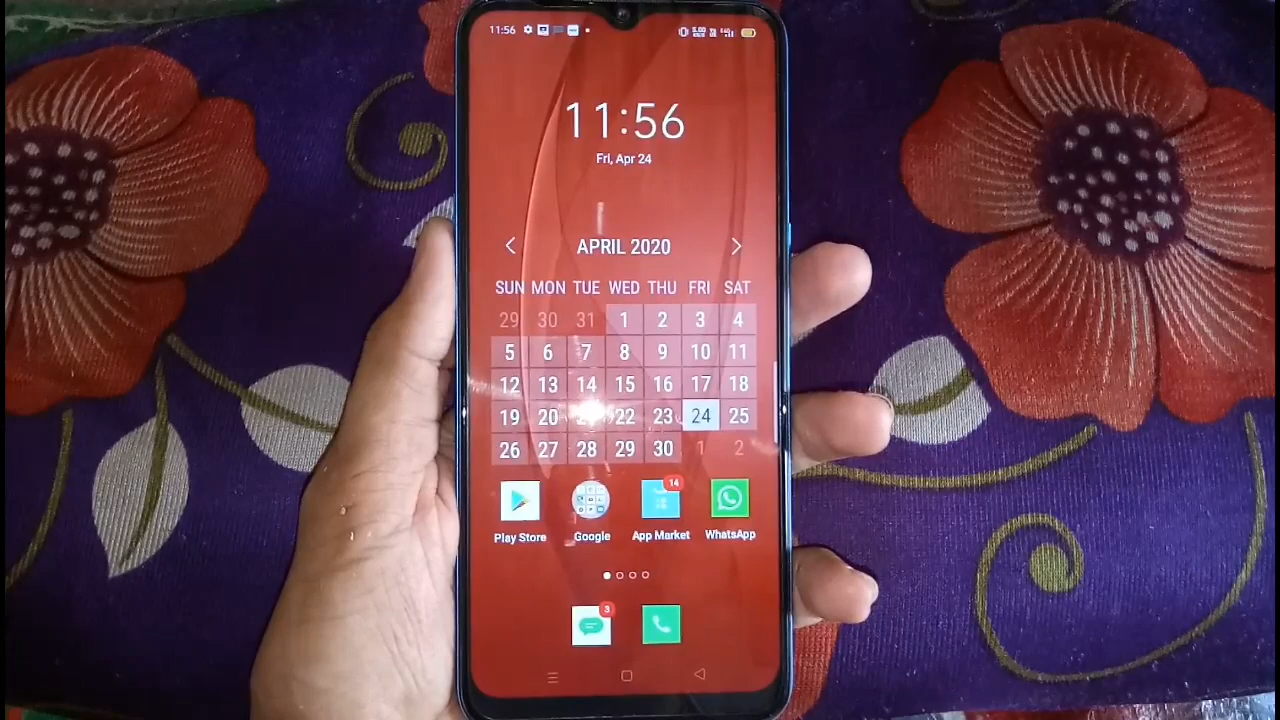 11:56
11:56
Fri, Apr 24
APRIL 2020
SUN MON TUE WED THU FRI SAT
29 30 31 1 2 3 4
5 6 7 8 9 10 11
12 13 14 15 16 17 18
19 20 22 23 24 25
26 27 28 29 30 1 2
14
Play Store Google App Market WhatsApp
3